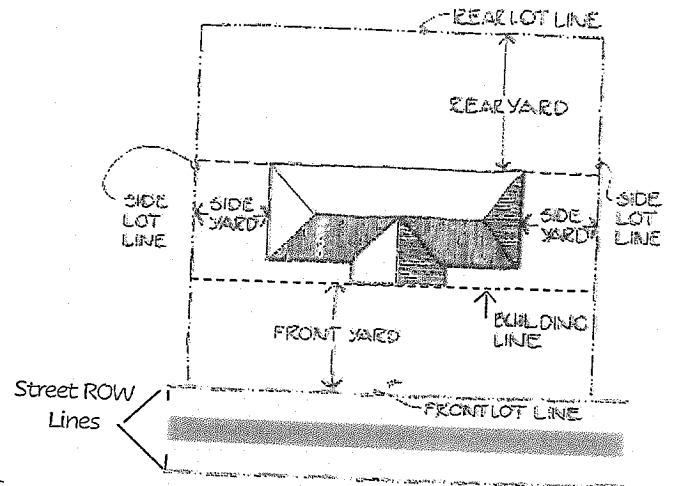 REAR LOT LINE
REAR YARD
SIDE
LOT
LINE
SIDE
YARD
SIDE
YARD
SIDE
LOT
LINE
FRONT YARD
BUILDING
LINE
Street ROW
Lines
FRONT LOT LINE